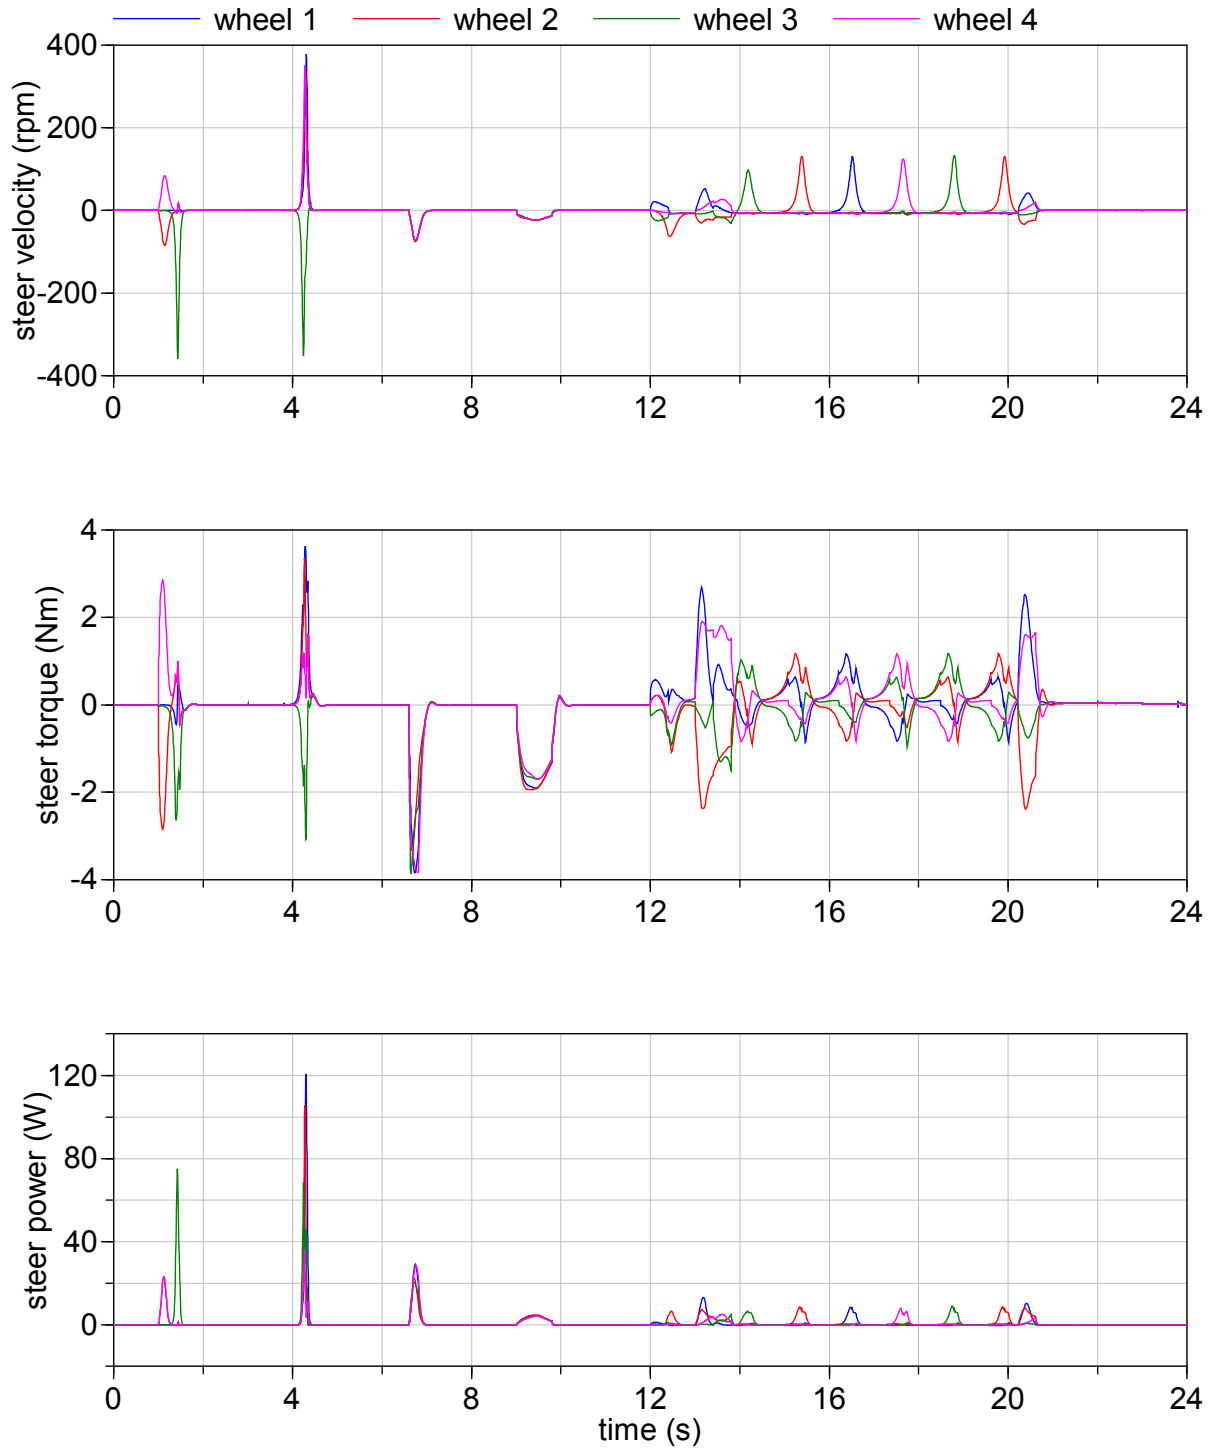 wheel 1 wheel 2 wheel 3 wheel 4
steer velocity (rpm)
400
200
0
-200
-400
0 4 8 12 16 20 24
steer torque (Nm)
4
2
0
-2
-4
0 4 8 12 16 20 24
steer power (W)
120
80
40
0
0 4 8 12 16 20 24
time (s)